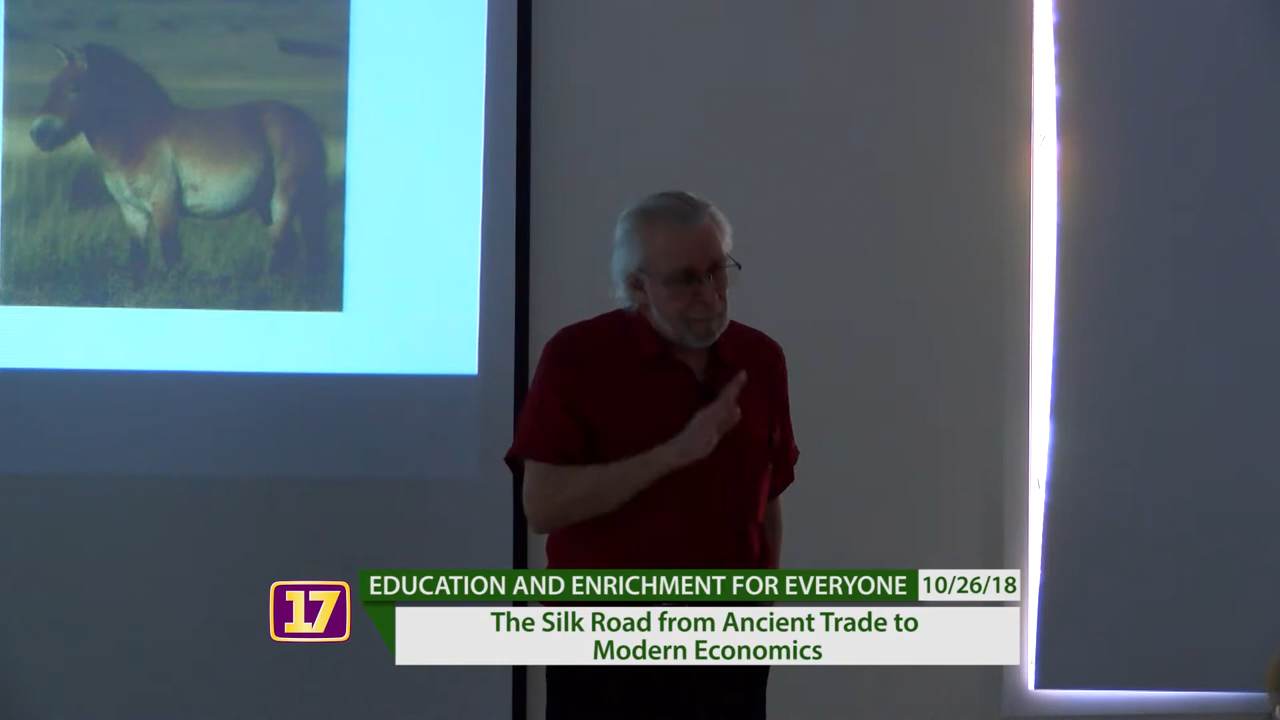 17
EDUCATION AND ENRICHMENT FOR EVERYONE 10/26/18
The Silk Road from Ancient Trade to
Modern Economics